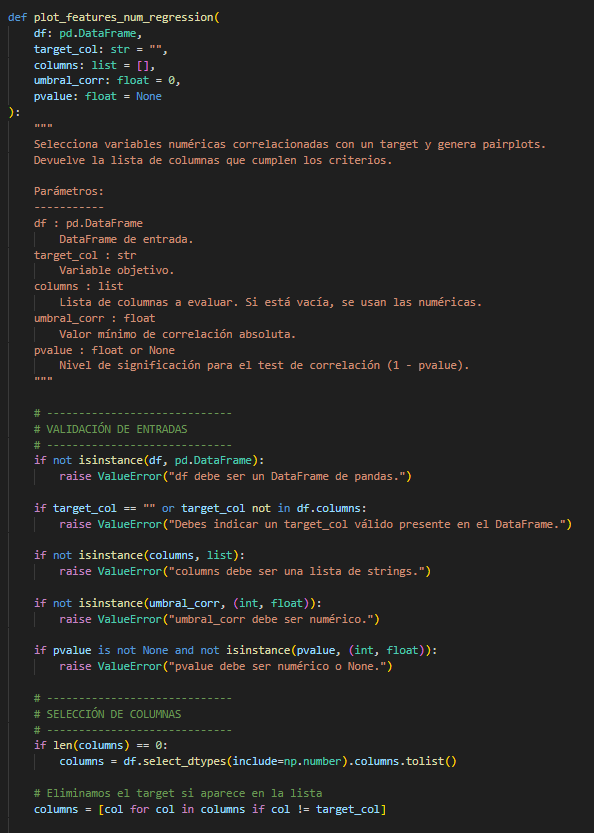 def plot_features_num_regression(
    df: pd.DataFrame,
    target_col: str = "",
    columns: list = [],
    umbral_corr: float = 0,
    pvalue: float = None
):
    """
    Selecciona variables numéricas correlacionadas con un target y genera pairplots.
    Devuelve la lista de columnas que cumplen los criterios.

    Parámetros:
    -----------
    df : pd.DataFrame
        DataFrame de entrada.
    target_col : str
        Variable objetivo.
    columns : list
        Lista de columnas a evaluar. Si está vacía, se usan las numéricas.
    umbral_corr : float
        Valor mínimo de correlación absoluta.
    pvalue : float or None
        Nivel de significación para el test de correlación (1 - pvalue).
    """

    # -----------------------------
    # VALIDACIÓN DE ENTRADAS
    # -----------------------------
    if not isinstance(df, pd.DataFrame):
        raise ValueError("df debe ser un DataFrame de pandas.")

    if target_col == "" or target_col not in df.columns:
        raise ValueError("Debes indicar un target_col válido presente en el DataFrame.")

    if not isinstance(columns, list):
        raise ValueError("columns debe ser una lista de strings.")

    if not isinstance(umbral_corr, (int, float)):
        raise ValueError("umbral_corr debe ser numérico.")

    if pvalue is not None and not isinstance(pvalue, (int, float)):
        raise ValueError("pvalue debe ser numérico o None.")

    # -----------------------------
    # SELECCIÓN DE COLUMNAS
    # -----------------------------
    if len(columns) == 0:
        columns = df.select_dtypes(include=np.number).columns.tolist()

    # Eliminamos el target si aparece en la lista
    columns = [col for col in columns if col != target_col]